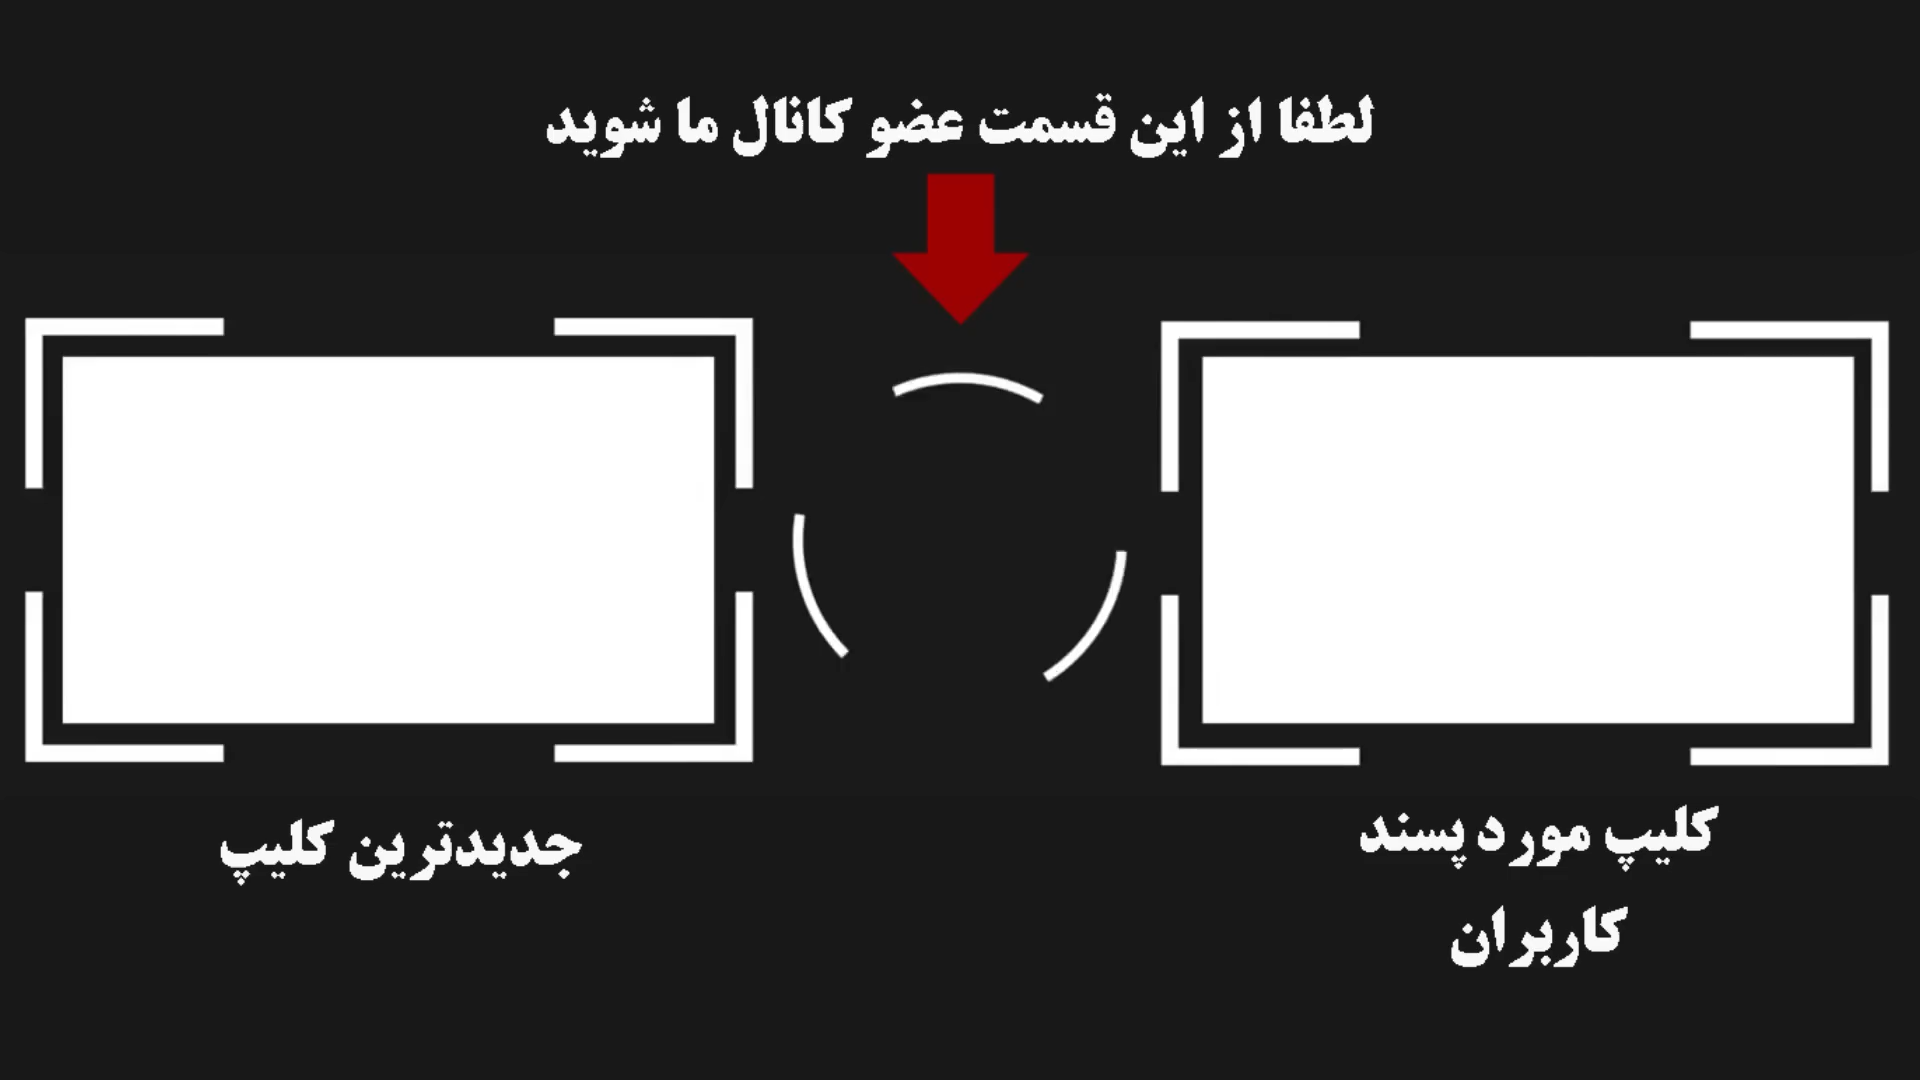 لطفا از این قسمت عضو کانال ما شوید
کلیپ مورد پسند
کاربران
جدیدترین کلیپ